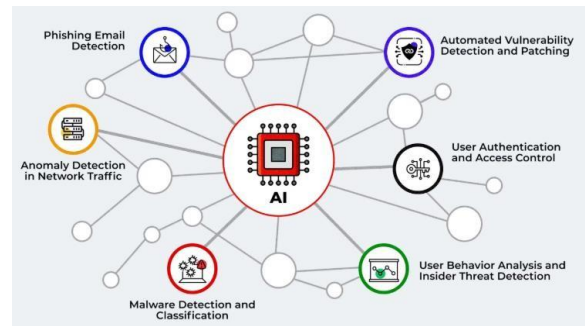 Phishing Email
Detection
Automated Vulnerability
Detection and Patching
Anomaly Detection
in Network Traffic
AI
User Authentication
and Access Control
Malware Detection and
Classification
User Behavior Analysis and
Insider Threat Detection